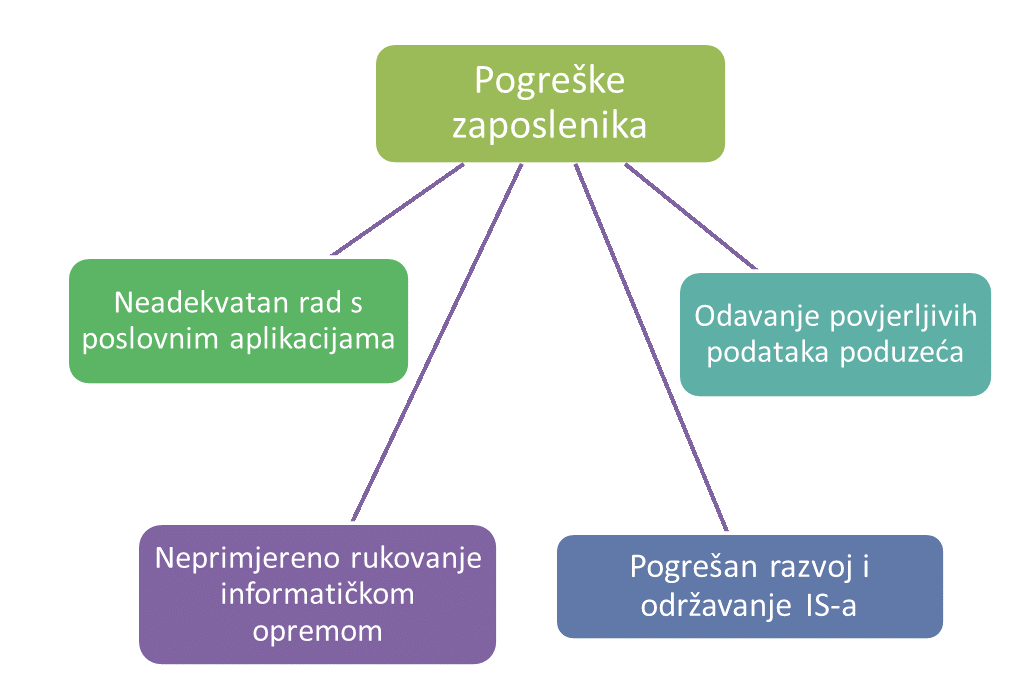 Pogreške
zaposlenika
Neadekvatan rad s
poslovnim aplikacijama
Odavanje povjerljivih
podataka poduzeća
Neprimjereno rukovanje
informatičkom
opremom
Pogrešan razvoj i
održavanje IS-a